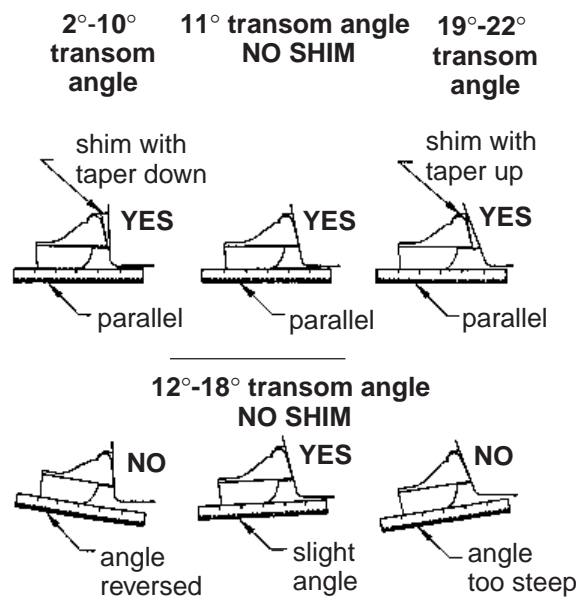 2°-10°
transom
angle
11° transom angle
NO SHIM
19°-22°
transom
angle
shim with
taper down
YES
parallel
YES
parallel
shim with
taper up
YES
parallel
12°-18° transom angle
NO SHIM
NO
angle
reversed
YES
slight
angle
NO
angle
too steep